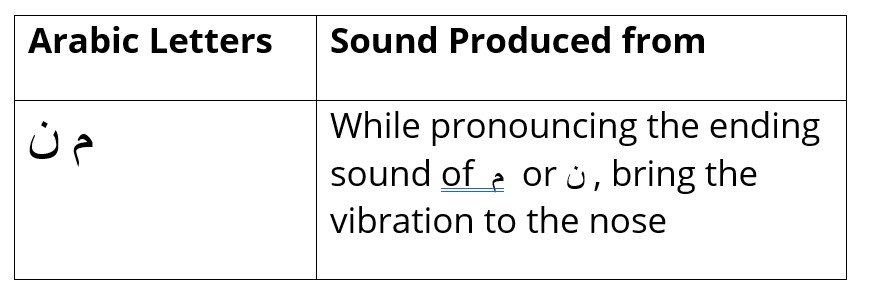 Arabic Letters
Sound Produced from
م ن
While pronouncing the ending
sound of م or ن, bring the
vibration to the nose